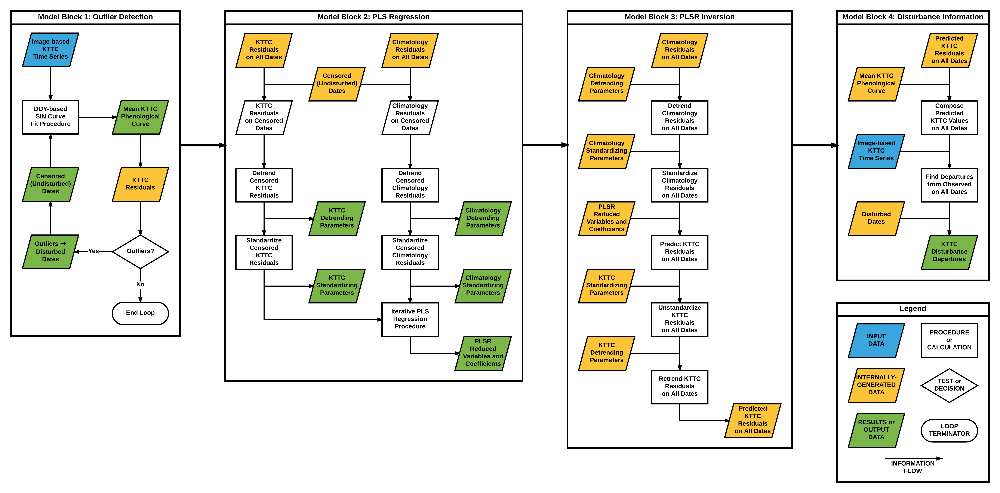 Model Block 1: Outlier Detection
Image-based
KTTC
Time Series
DOY-based
SIN Curve
Fit Procedure
Mean KTTC
Phenological
Curve
Censored
(Undisturbed)
Dates
KTTC
Residuals
Outliers ➔
Disturbed
Dates
Yes
Outliers?
No
End Loop
Model Block 2: PLS Regression
KTTC
Residuals
on All Dates
Climatology
Residuals
on All Dates
Censored
(Undisturbed)
Dates
KTTC
Residuals
on Censored
Dates
Climatology
Residuals
on Censored
Dates
Detrend
Censored
KTTC
Residuals
Detrend
Censored
Climatology
Residuals
KTTC
Detrending
Parameters
Climatology
Detrending
Parameters
Standardize
Censored
KTTC
Residuals
Standardize
Censored
Climatology
Residuals
KTTC
Standardizing
Parameters
Climatology
Standardizing
Parameters
Iterative PLS
Regression
Procedure
PLSR
Reduced
Variables and
Coefficients
Model Block 3: PLSR Inversion
Climatology
Residuals
on All Dates
Climatology
Detrending
Parameters
Detrend
Climatology
Residuals
on All Dates
Climatology
Standardizing
Parameters
Standardize
Climatology
Residuals
on All Dates
PLSR
Reduced
Variables and
Coefficients
Predict KTTC
Residuals
on All Dates
KTTC
Standardizing
Parameters
Unstandardize
KTTC
Residuals
on All Dates
KTTC
Detrending
Parameters
Retrend KTTC
Residuals
on All Dates
Predicted
KTTC
Residuals
on All Dates
Model Block 4: Disturbance Information
Predicted
KTTC
Residuals
on All Dates
Mean KTTC
Phenological
Curve
Compose
Predicted
KTTC Values
on All Dates
Image-based
KTTC
Time Series
Find Departures
from Observed
on All Dates
Disturbed
Dates
KTTC
Disturbance
Departures
Legend
INPUT
DATA
PROCEDURE
or
CALCULATION
INTERNALLY-
GENERATED
DATA
TEST or
DECISION
RESULTS or
OUTPUT
DATA
LOOP
TERMINATOR
INFORMATION
FLOW